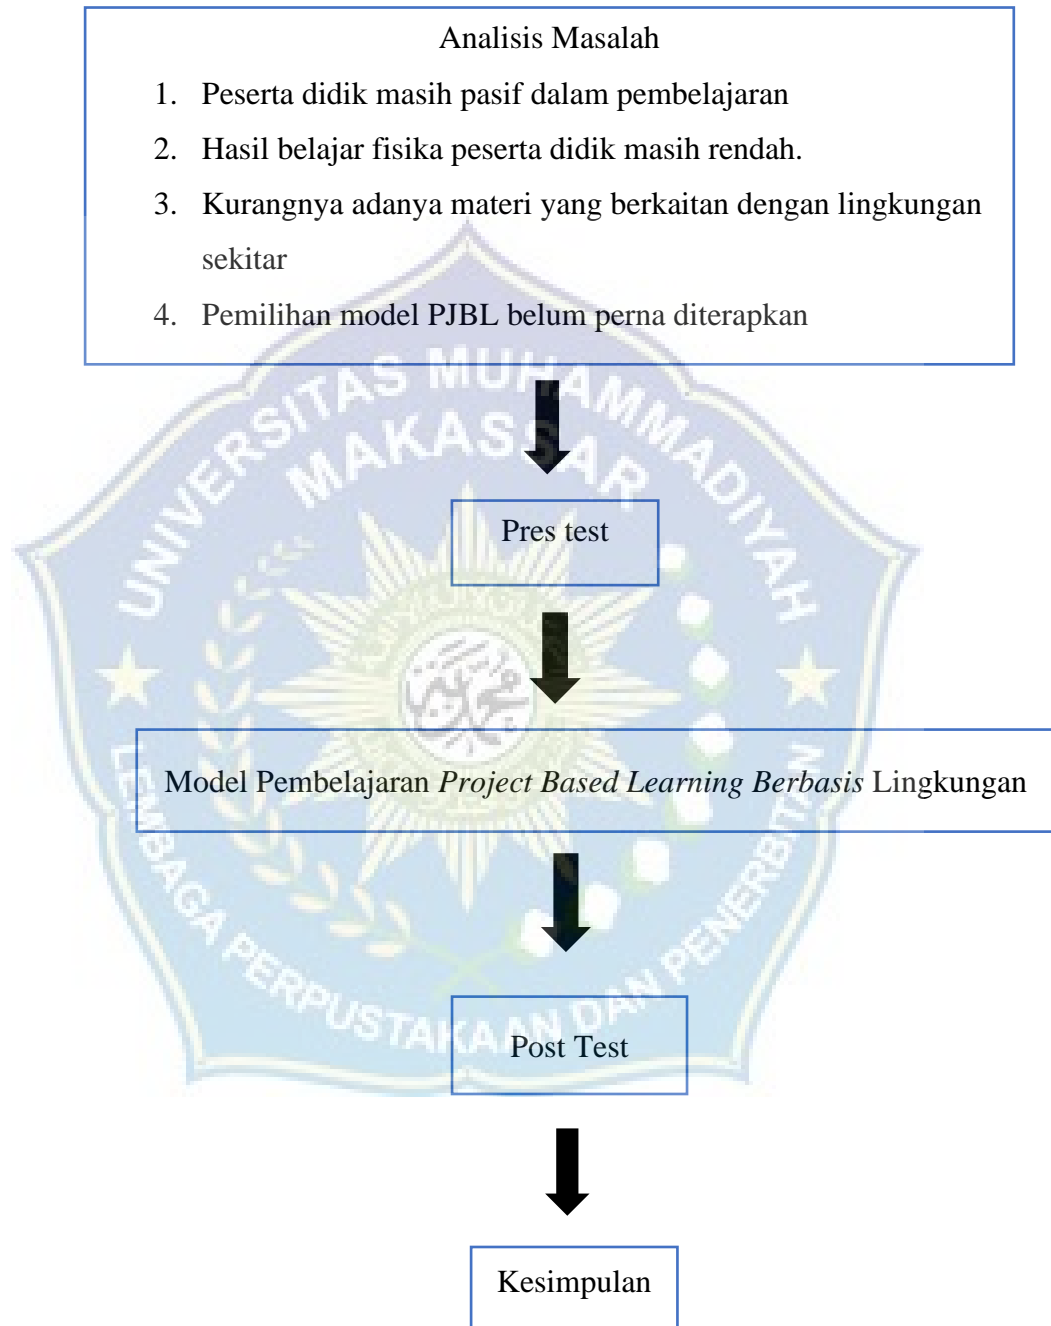 Analisis Masalah
1. Peserta didik masih pasif dalam pembelajaran
2. Hasil belajar fisika peserta didik masih rendah.
3. Kurangnya adanya materi yang berkaitan dengan lingkungan
sekitar
4. Pemilihan model PJBL belum perna diterapkan
UNIVERSITAS MUHAMMADIYAH
MAKASSAR
Pres test
Model Pembelajaran Project Based Learning Berbasis Lingkungan
Post Test
LEMBAGA PERPUSTAKAAN DAN PENERBITAN
Kesimpulan